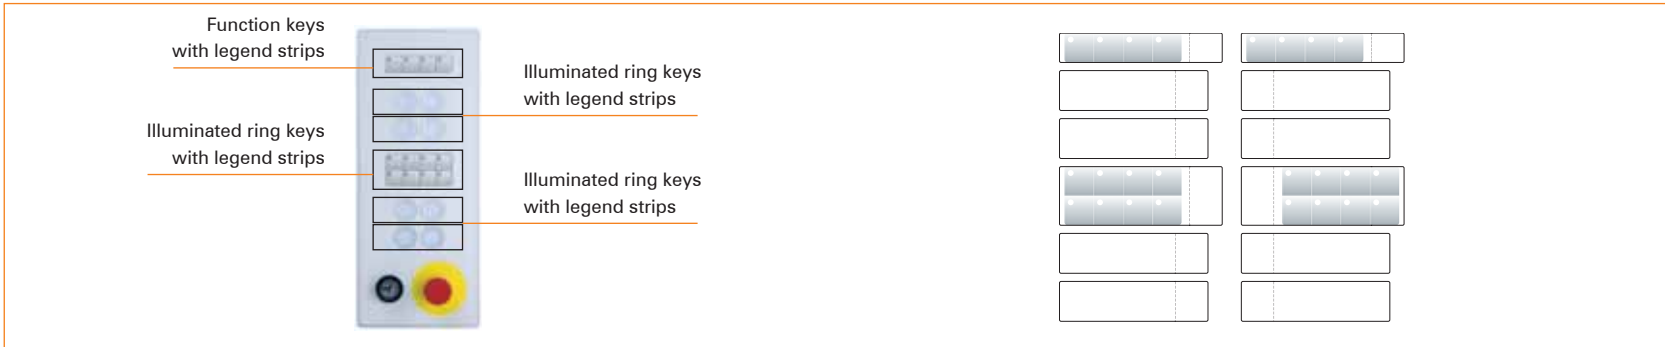 Function keys
with legend strips
Illuminated ring keys
with legend strips
Illuminated ring keys
with legend strips
Illuminated ring keys
with legend strips